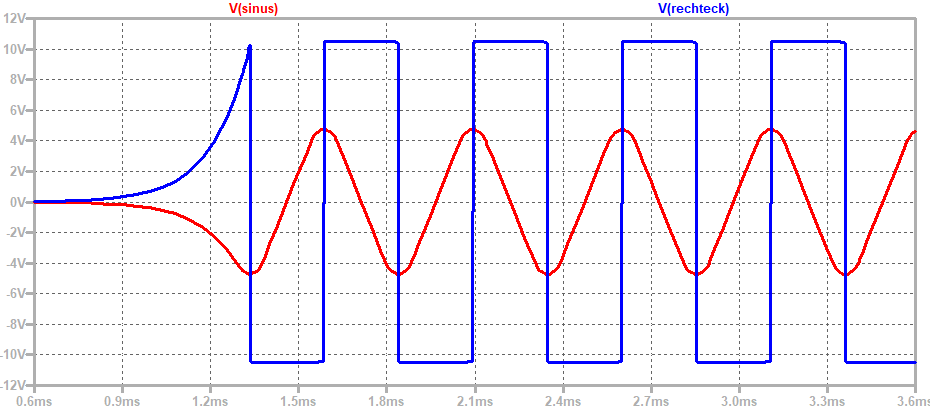 V(sinus) V(rechteck)
12V
10V
8V
6V
4V
2V
0V
-2V
-4V
-6V
-8V
-10V
-12V
0.6ms 0.9ms 1.2ms 1.5ms 1.8ms 2.1ms 2.4ms 2.7ms 3.0ms 3.3ms 3.6ms